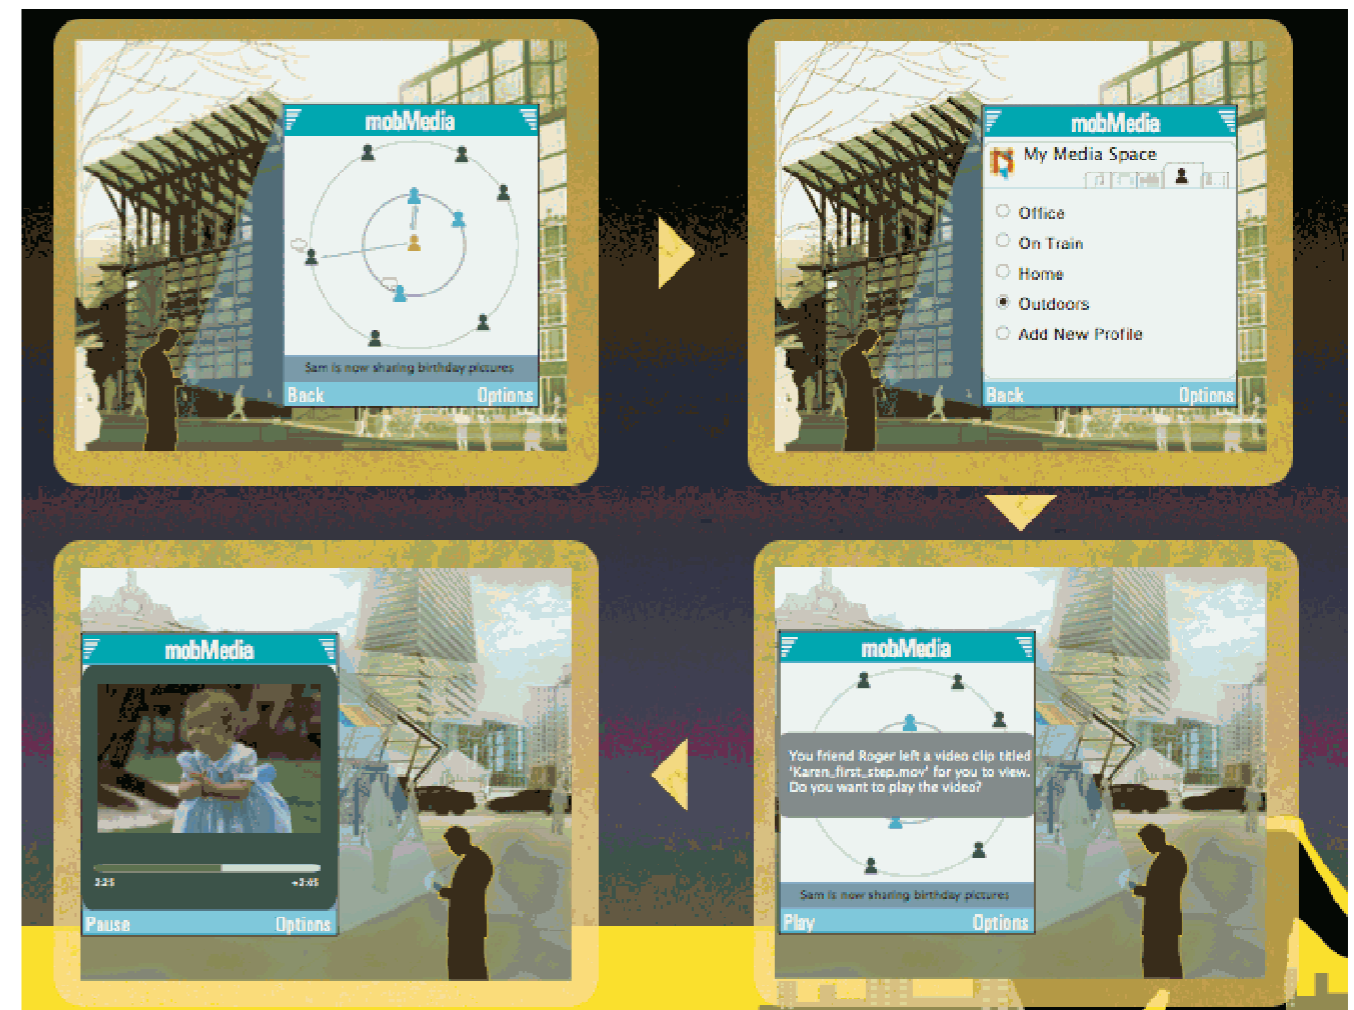 mobMedia
Sam is now sharing birthday pictures
Back Options
mobMedia
My Media Space
Office
On Train
Home
Outdoors
Add New Profile
Back Options
mobMedia
You friend Roger left a video clip titled
'Karen_first_step.mov' for you to view.
Do you want to play the video?
Sam is now sharing birthday pictures
Play Options
mobMedia
Pause Options